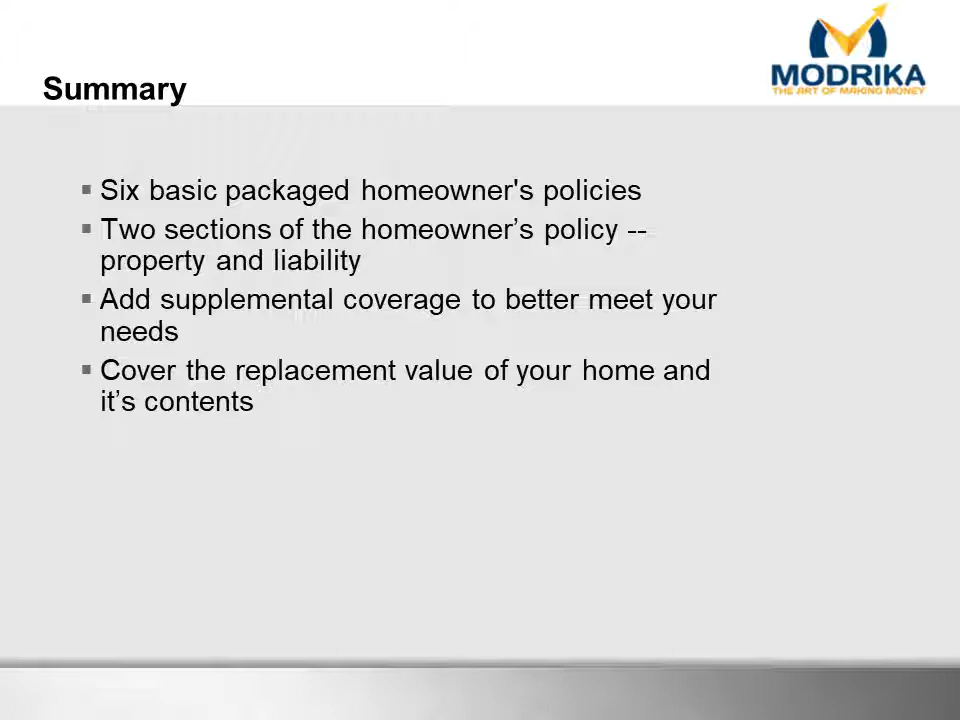 MODRIKA
THE ART OF MAKING MONEY
Summary
Six basic packaged homeowner's policies
Two sections of the homeowner’s policy --
property and liability
Add supplemental coverage to better meet your
needs
Cover the replacement value of your home and
it’s contents